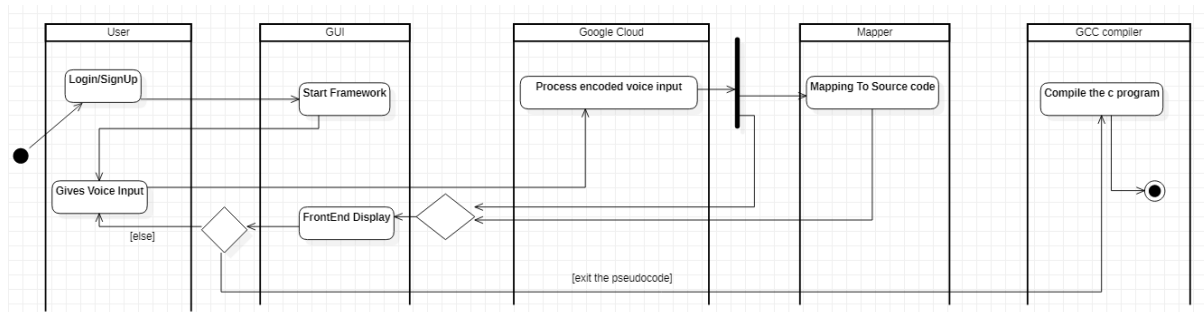 User
GUI
Google Cloud
Mapper
GCC compiler
Login/SignUp
Start Framework
Process encoded voice input
Mapping To Source code
Compile the c program
Gives Voice Input
FrontEnd Display
[else]
[exit the pseudocode]